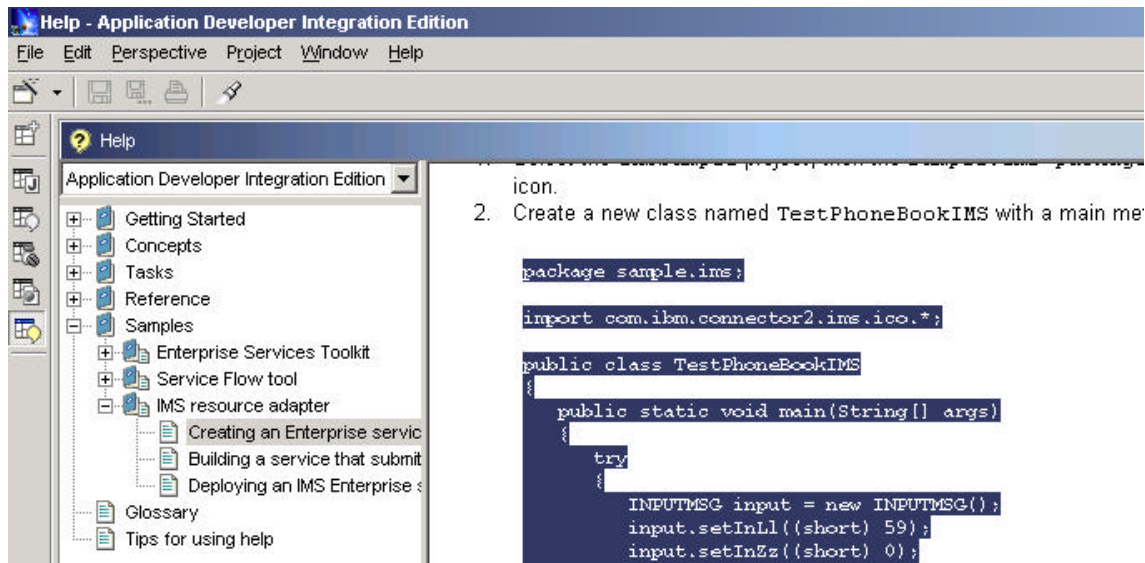 Help - Application Developer Integration Edition
File Edit Perspective Project Window Help
Help
Application Developer Integration Edition
Getting Started
Concepts
Tasks
Reference
Samples
Enterprise Services Toolkit
Service Flow tool
IMS resource adapter
Creating an Enterprise servic
Building a service that submit
Deploying an IMS Enterprise s
Glossary
Tips for using help
icon.
2. Create a new class named TestPhoneBookIMS with a main me
package sample.ims;
import com.ibm.connector2.ims.ico.*;
public class TestPhoneBookIMS
{
public static void main(String[] args)
{
try
{
INPUTMSG input = new INPUTMSG();
input.setInLl((short) 59);
input.setInZz((short) 0);